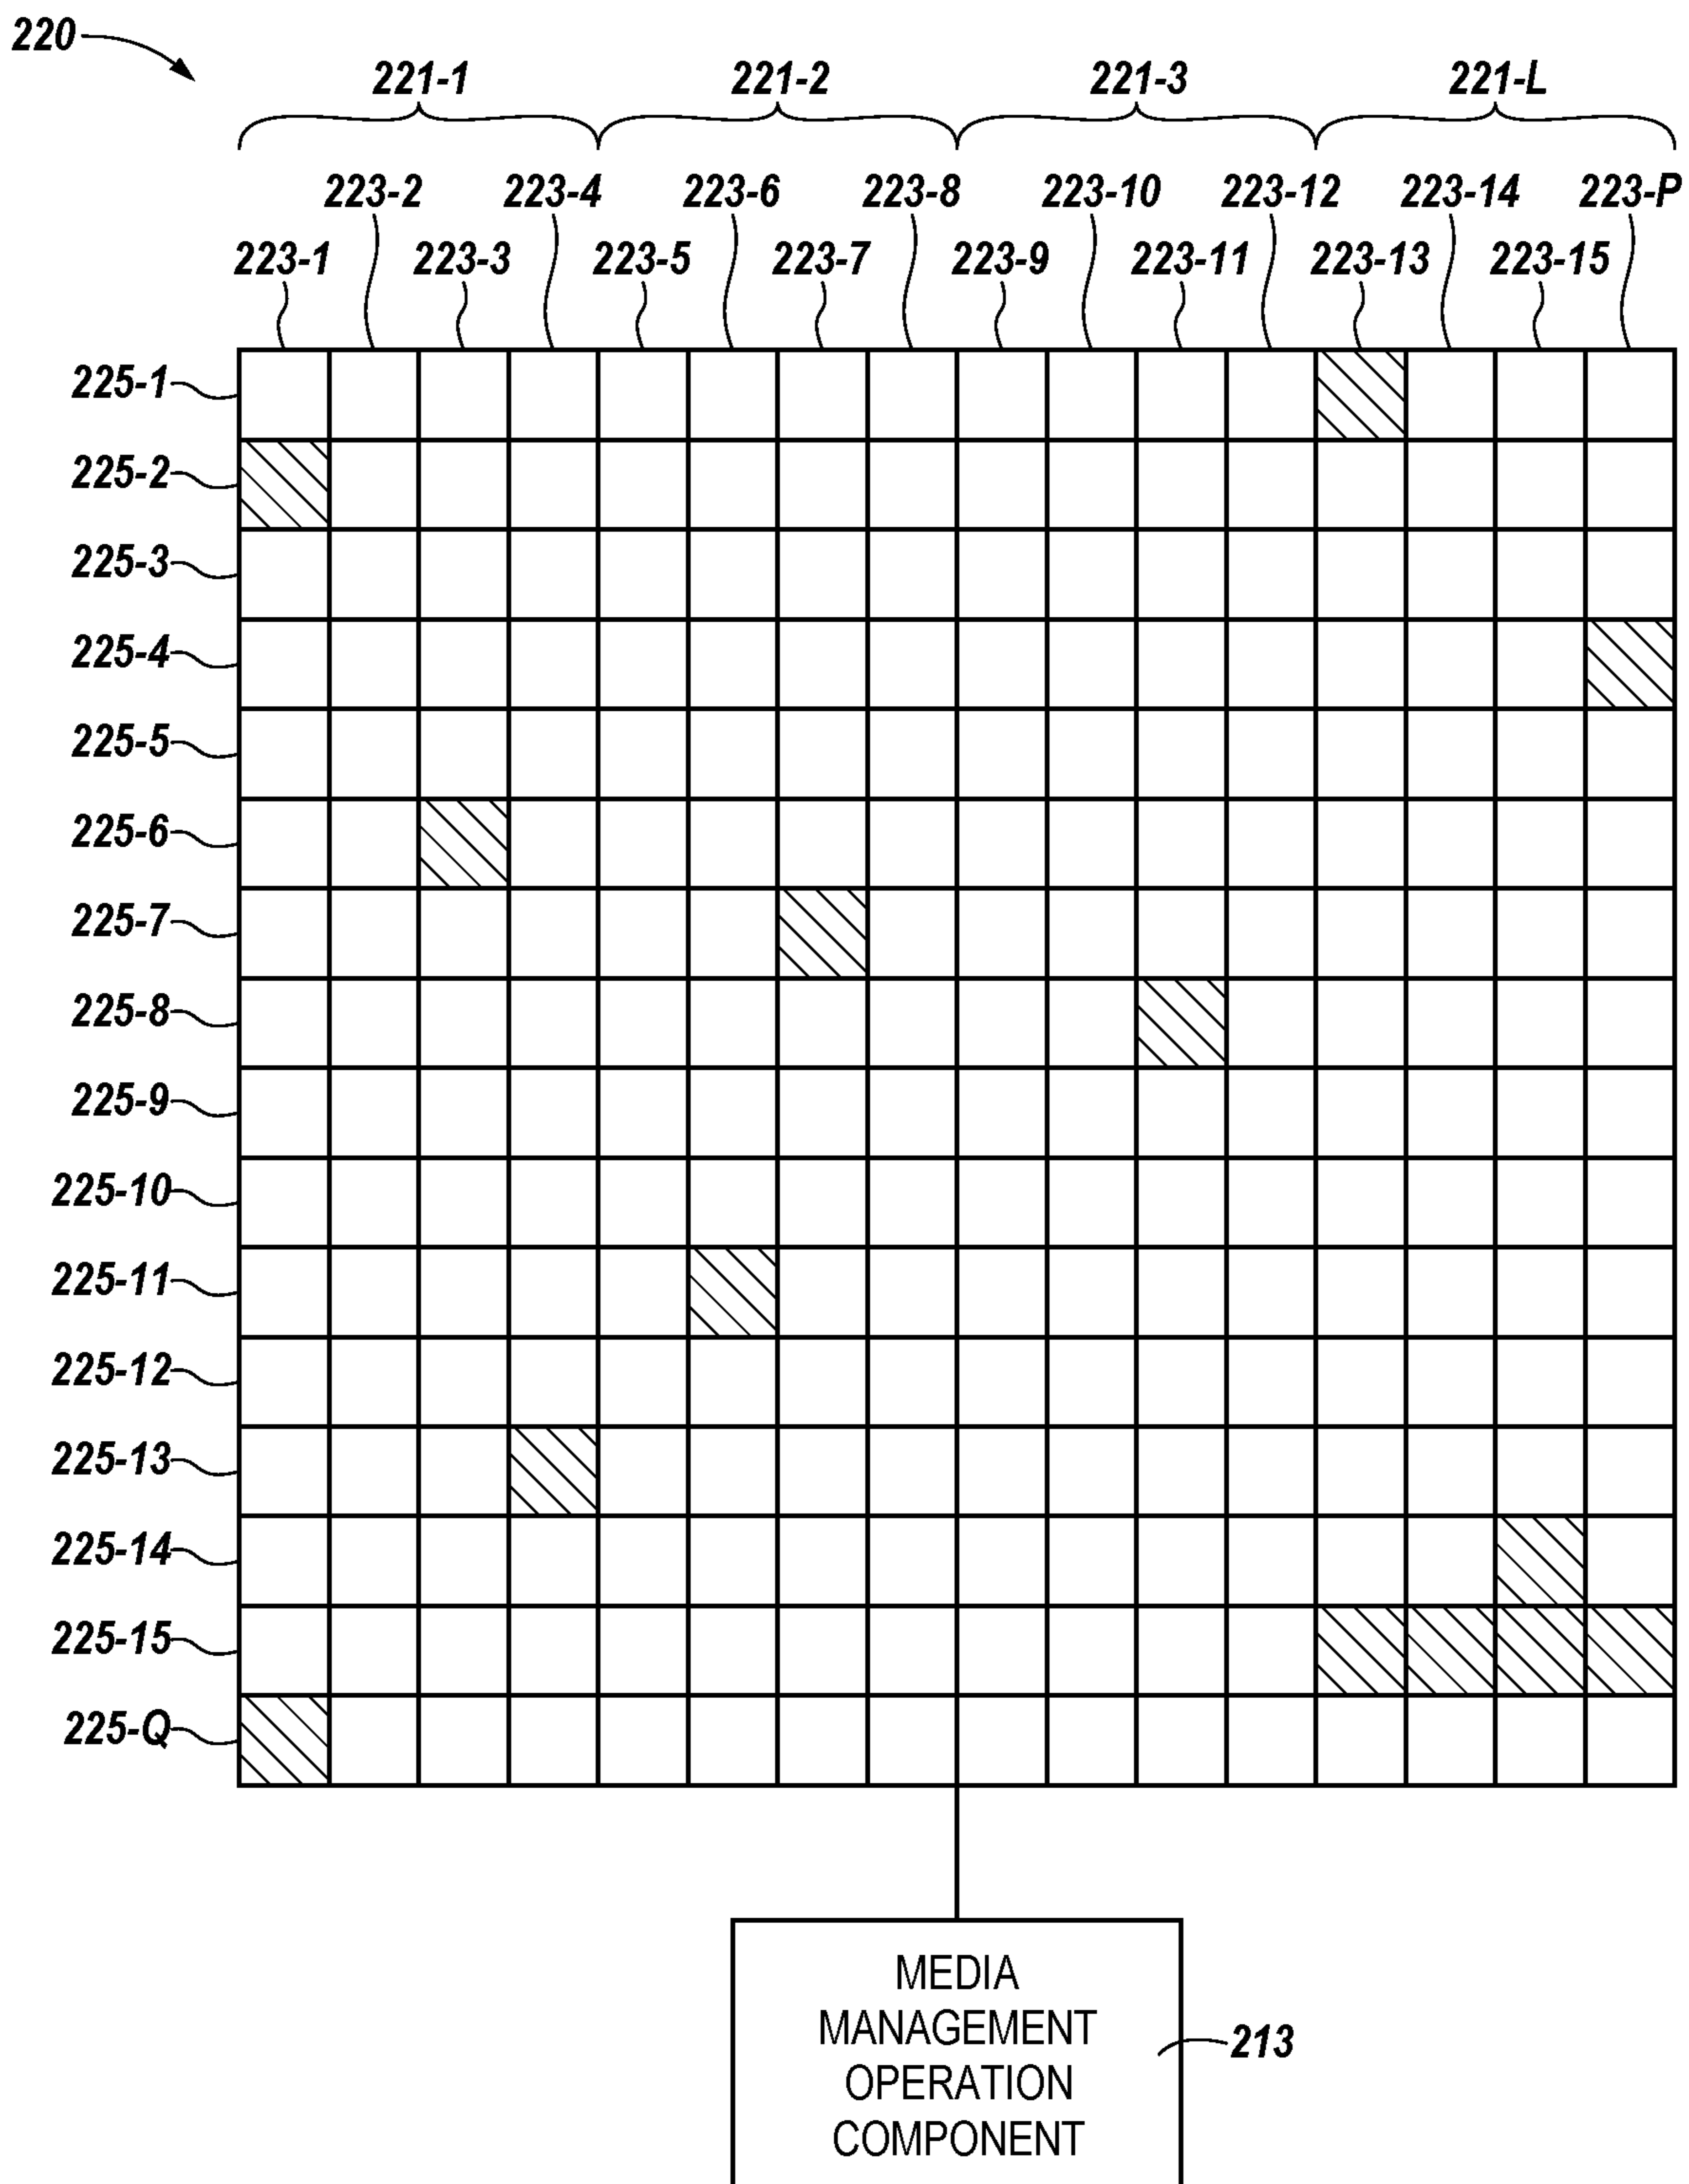 220
221-1 221-2 221-3 221-L
223-2 223-4 223-6 223-8 223-10 223-12 223-14 223-P
223-1 223-3 223-5 223-7 223-9 223-11 223-13 223-15
225-1
225-2
225-3
225-4
225-5
225-6
225-7
225-8
225-9
225-10
225-11
225-12
225-13
225-14
225-15
225-Q
MEDIA
MANAGEMENT
OPERATION
COMPONENT
213